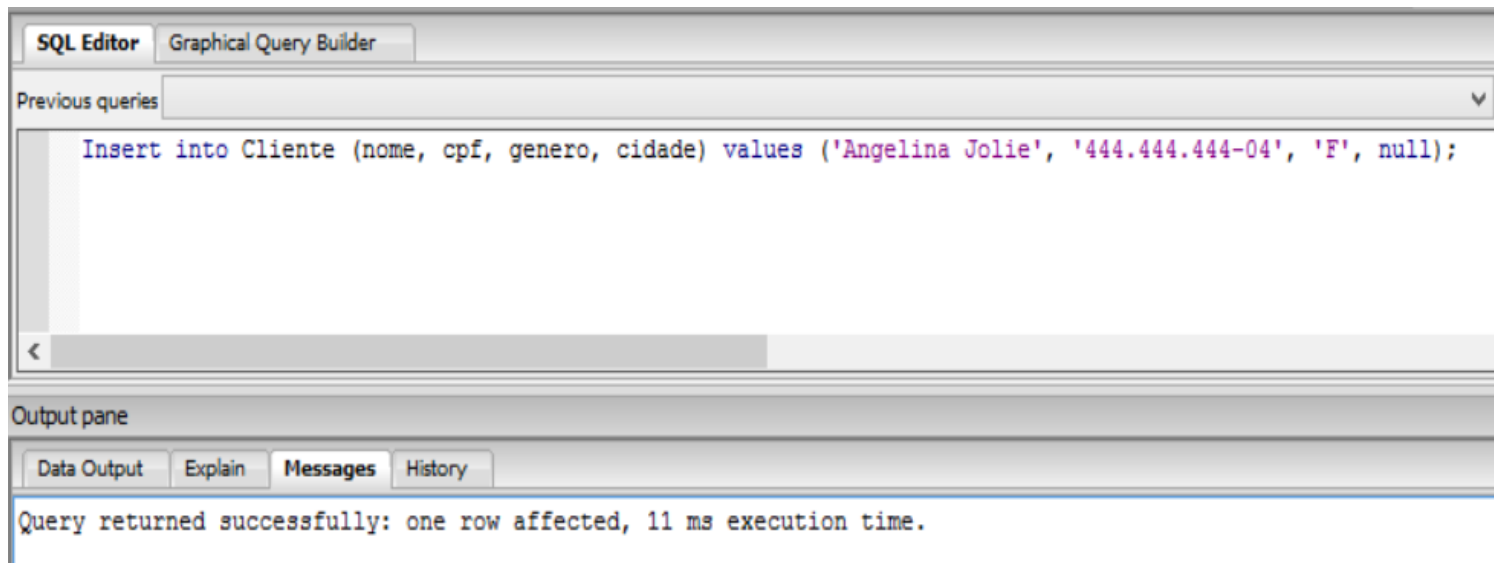 SQL Editor Graphical Query Builder
Previous queries
Insert into Cliente (nome, cpf, genero, cidade) values ('Angelina Jolie', '444.444.444-04', 'F', null);
Output pane
Data Output Explain Messages History
Query returned successfully: one row affected, 11 ms execution time.